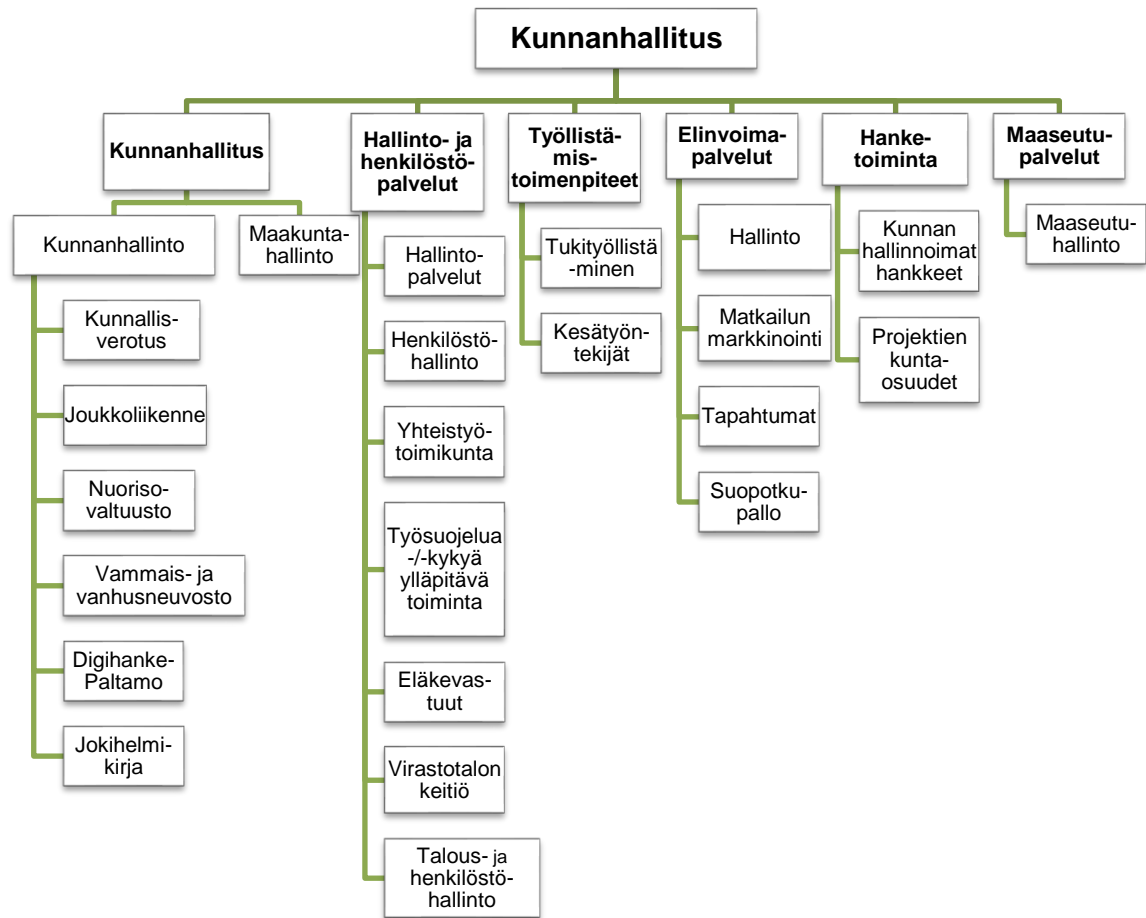 Kunnanhallitus
Kunnanhallitus
Kunnanhallinto
Maakunta-
hallinto
Kunnallis-
verotus
Joukkoliikenne
Nuoriso-
valtuusto
Vammais- ja
vanhusneuvosto
Digihanke-
Paltamo
Jokihelmi-
kirja
Hallinto- ja
henkilöstö-
palvelut
Hallinto-
palvelut
Henkilöstö-
hallinto
Yhteistyö-
toimikunta
Työsuojelua
-/-kykyä
ylläpitävä
toiminta
Eläkevas-
tuut
Virastotalon
keitiö
Talous- ja
henkilöstö-
hallinto
Työllistä-
mis-
toimenpiteet
Tukityöllistä
-minen
Kesätyön-
tekijät
Elinvoima-
palvelut
Hallinto
Matkailun
markkinointi
Tapahtumat
Suopotku-
pallo
Hanke-
toiminta
Kunnan
hallinnoimat
hankkeet
Projektien
kunta-
osuudet
Maaseutu-
palvelut
Maaseutu-
hallinto